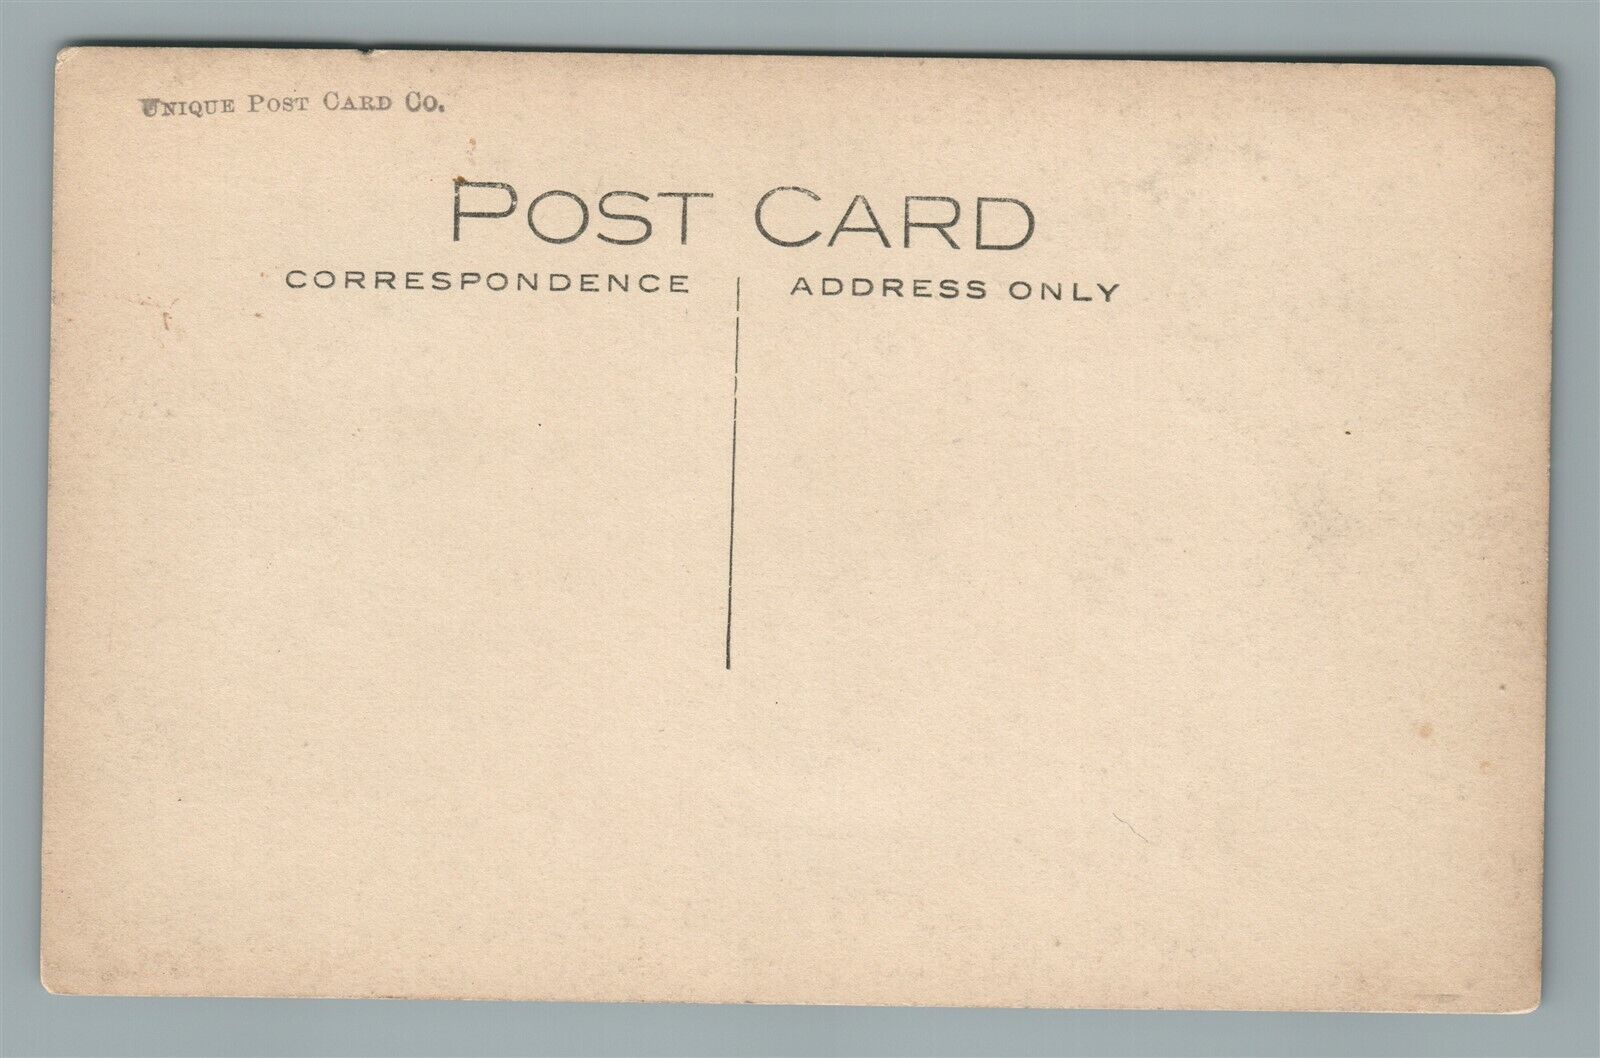 UNIQUE POST CARD CO.
POST CARD
CORRESPONDENCE ADDRESS ONLY